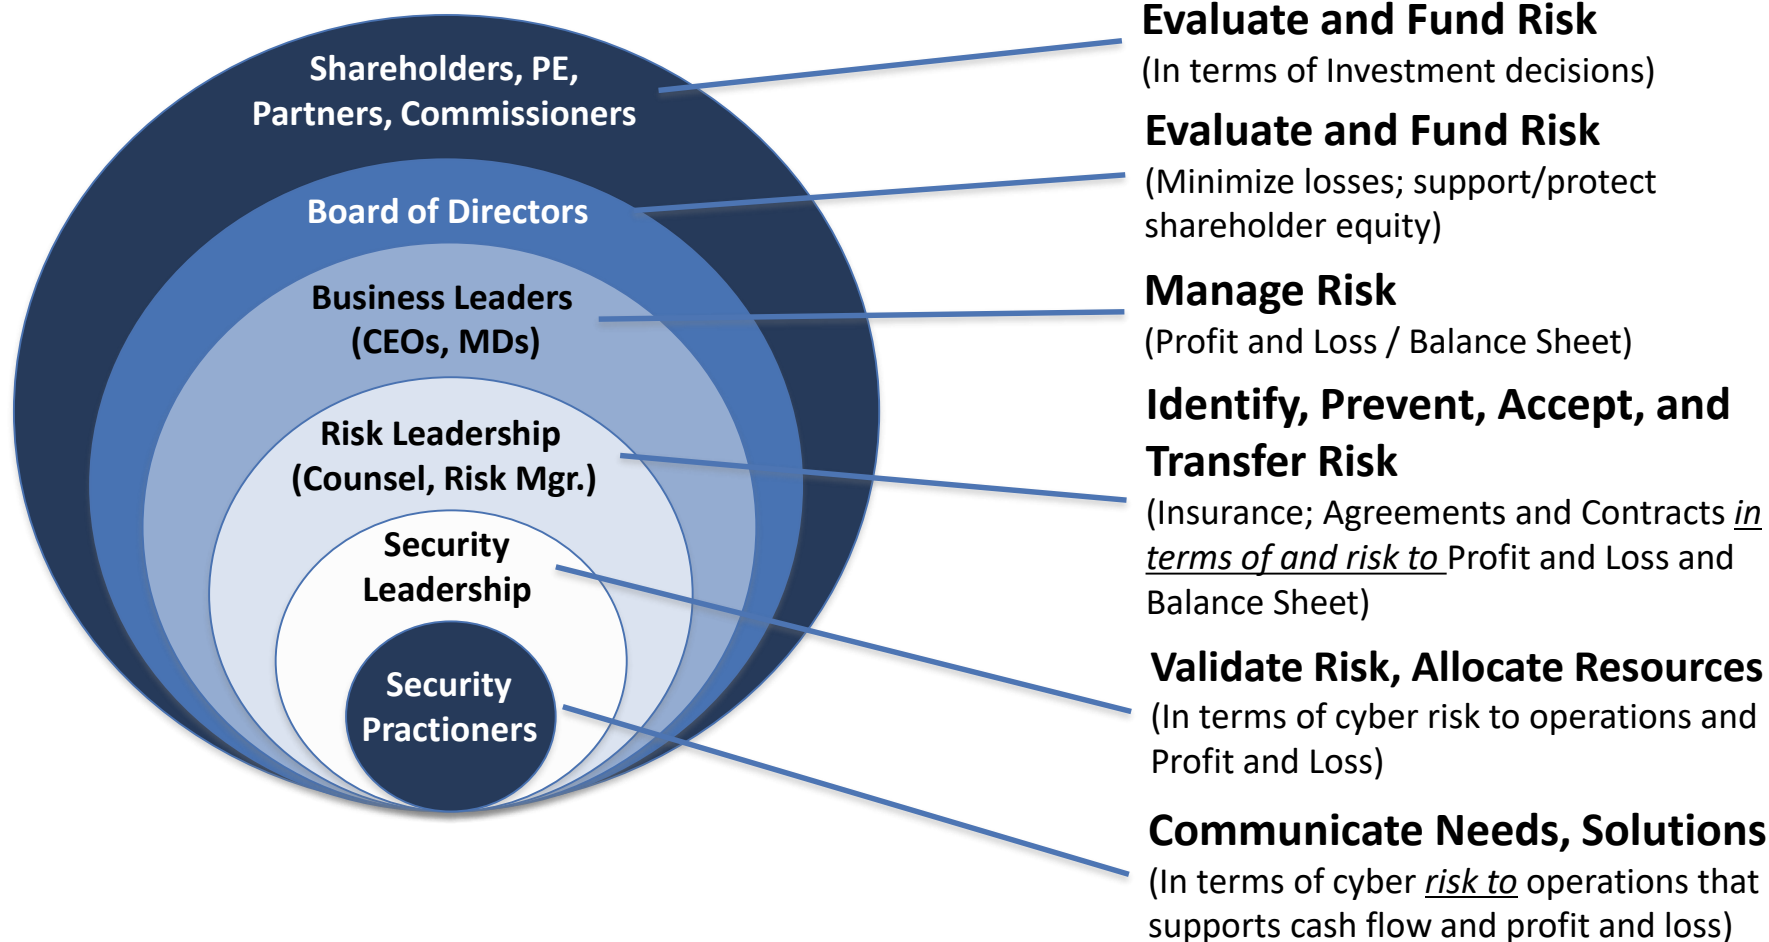 Shareholders, PE,
Partners, Commissioners
Board of Directors
Business Leaders
(CEOs, MDs)
Risk Leadership
(Counsel, Risk Mgr.)
Security
Leadership
Security
Practioners
Evaluate and Fund Risk
(In terms of Investment decisions)
Evaluate and Fund Risk
(Minimize losses; support/protect
shareholder equity)
Manage Risk
(Profit and Loss / Balance Sheet)
Identify, Prevent, Accept, and
Transfer Risk
(Insurance; Agreements and Contracts in
terms of and risk to Profit and Loss and
Balance Sheet)
Validate Risk, Allocate Resources
(In terms of cyber risk to operations and
Profit and Loss)
Communicate Needs, Solutions
(In terms of cyber risk to operations that
supports cash flow and profit and loss)